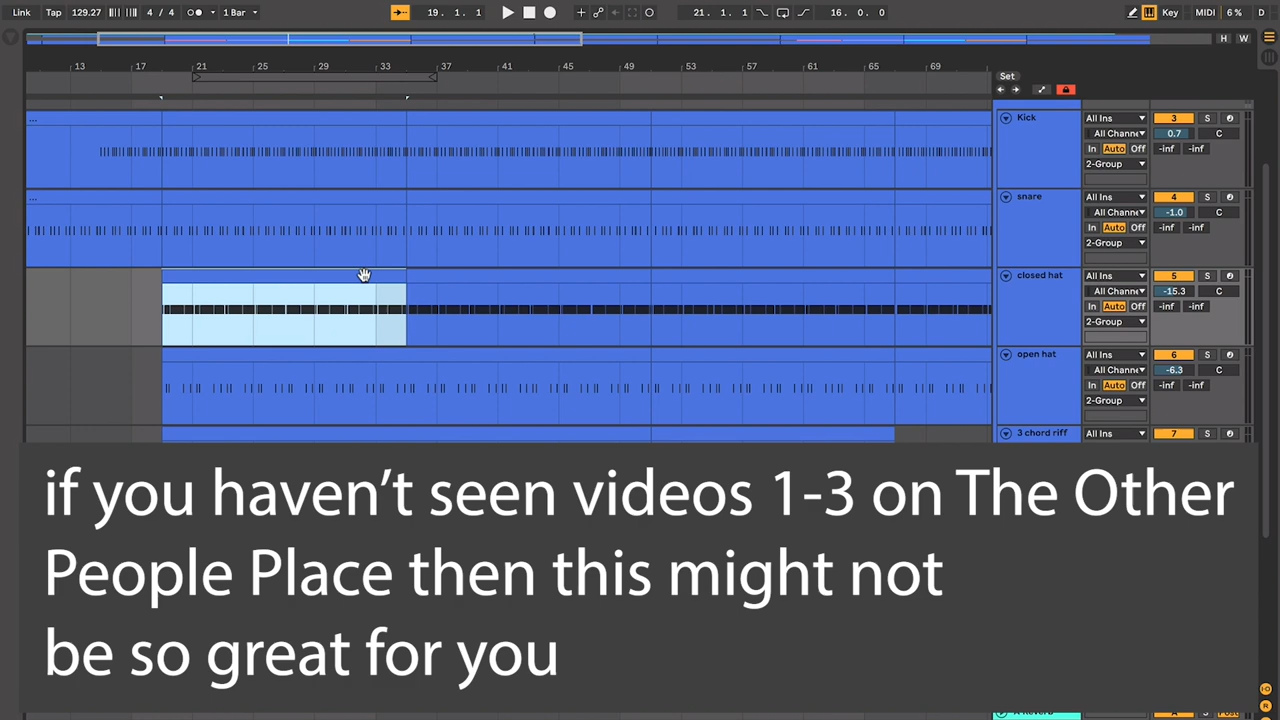 Link Tap 129.27 4 / 4 1 Bar 19. 1. 1 21. 1. 1 16. 0. 0 Key MIDI 6 % D
H W
13 17 21 25 29 33 37 41 45 49 53 57 61 65 69
Set
... Kick All Ins 3 S
All Channe 0.7 C
In Auto Off -inf -inf
2-Group
... snare All Ins 4 S
All Channe -1.0 C
In Auto Off -inf -inf
2-Group
closed hat All Ins 5 S
All Channe -15.3 C
In Auto Off -inf -inf
2-Group
open hat All Ins 6 S
All Channe -6.3 C
In Auto Off -inf -inf
2-Group
3 chord riff All Ins 7 S
if you haven't seen videos 1-3 on The Other
People Place then this might not
be so great for you